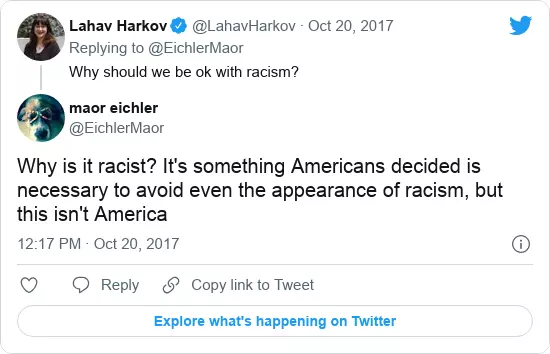 Lahav Harkov @LahavHarkov · Oct 20, 2017
Replying to @EichlerMaor
Why should we be ok with racism?
maor eichler
@EichlerMaor
Why is it racist? It's something Americans decided is
necessary to avoid even the appearance of racism, but
this isn't America
12:17 PM · Oct 20, 2017
Reply Copy link to Tweet
Explore what's happening on Twitter